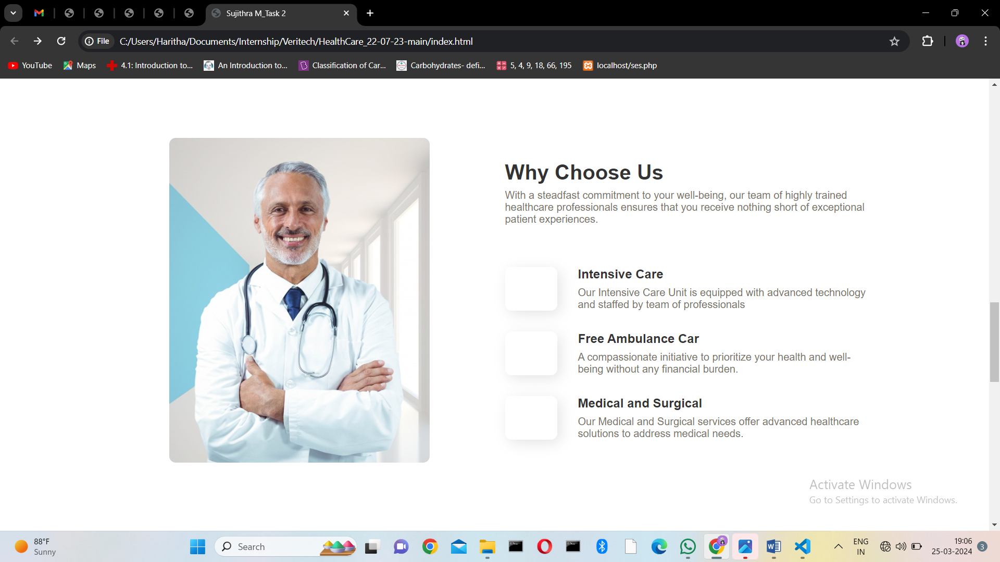 Sujithra M_Task 2
File
C:/Users/Haritha/Documents/Internship/Veritech/HealthCare_22-07-23-main/index.html
YouTube
Maps
4.1: Introduction to...
An Introduction to...
Classification of Car...
Carbohydrates- defi...
5, 4, 9, 18, 66, 195
localhost/ses.php
Why Choose Us
With a steadfast commitment to your well-being, our team of highly trained
healthcare professionals ensures that you receive nothing short of exceptional
patient experiences.
Intensive Care
Our Intensive Care Unit is equipped with advanced technology
and staffed by team of professionals
Free Ambulance Car
A compassionate initiative to prioritize your health and well-
being without any financial burden.
Medical and Surgical
Our Medical and Surgical services offer advanced healthcare
solutions to address medical needs.
Activate Windows
Go to Settings to activate Windows.
88°F
Sunny
Search
ENG
IN
19:06
25-03-2024
3